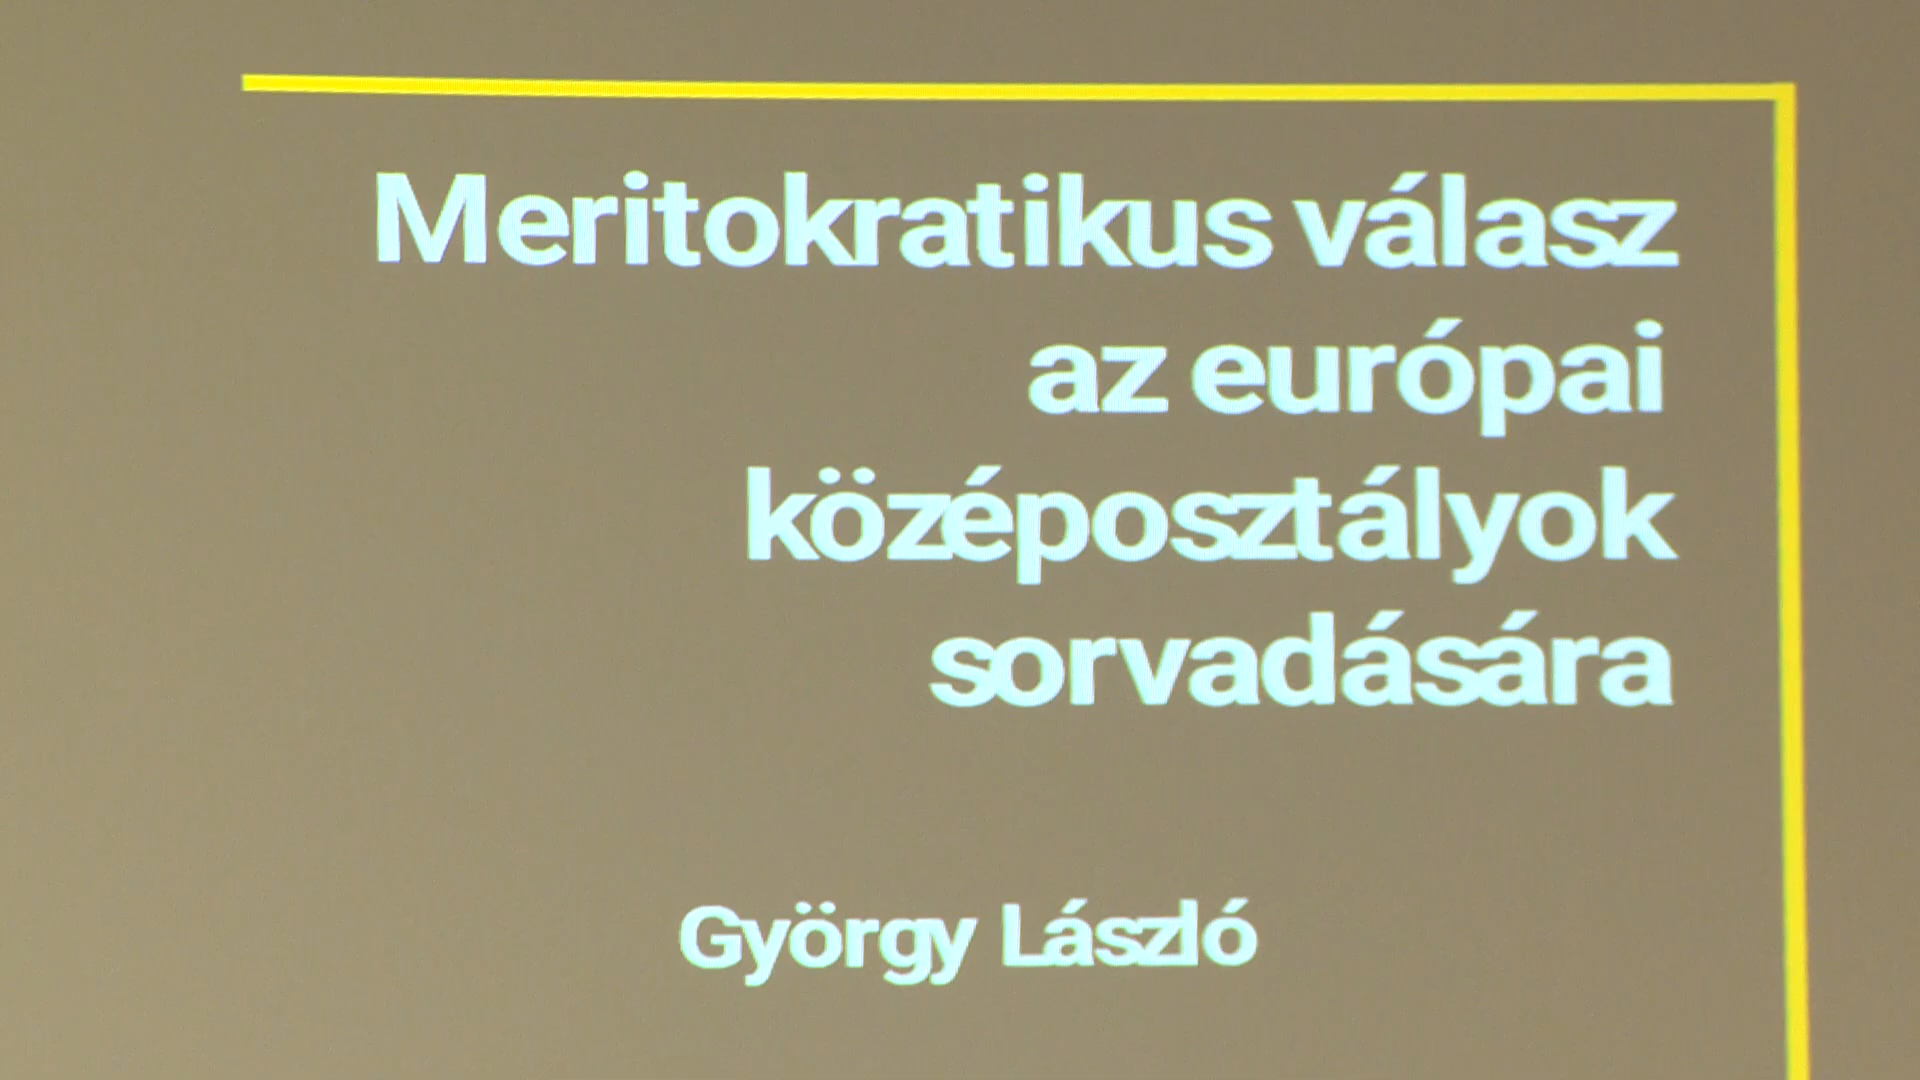 Meritokratikus válasz
az európai
középosztályok
sorvadására
György László